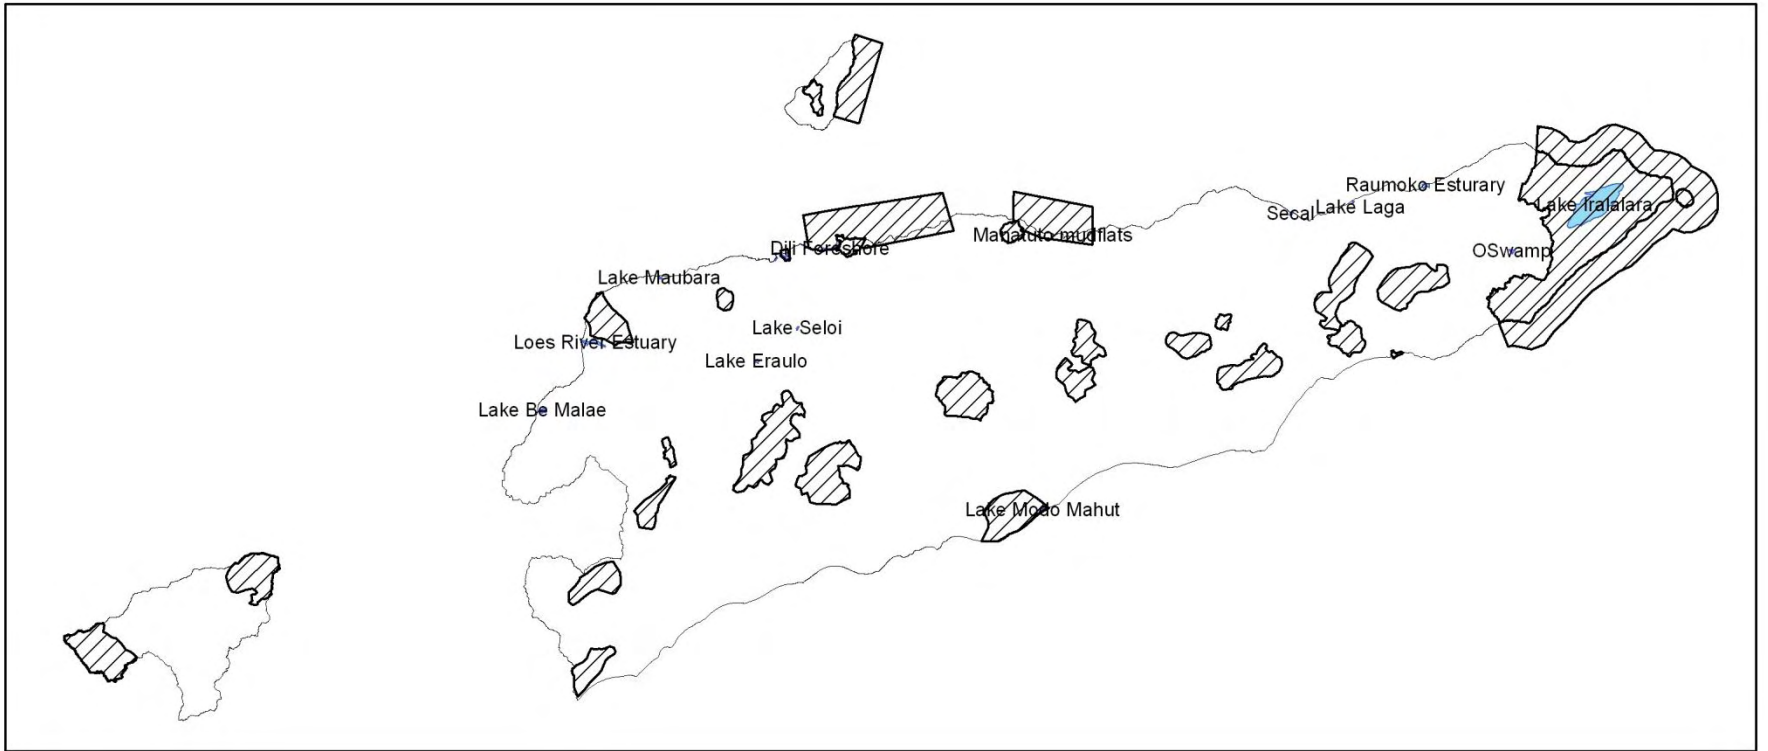 Raumoko Esturary
Lake Iralalara
Secal
Lake Laga
Manatuto mudflats
Dili Foreshore
OSwamp
Lake Maubara
Lake Seloi
Loes River Estuary
Lake Eraulo
Lake Be Malae
Lake Modo Mahut